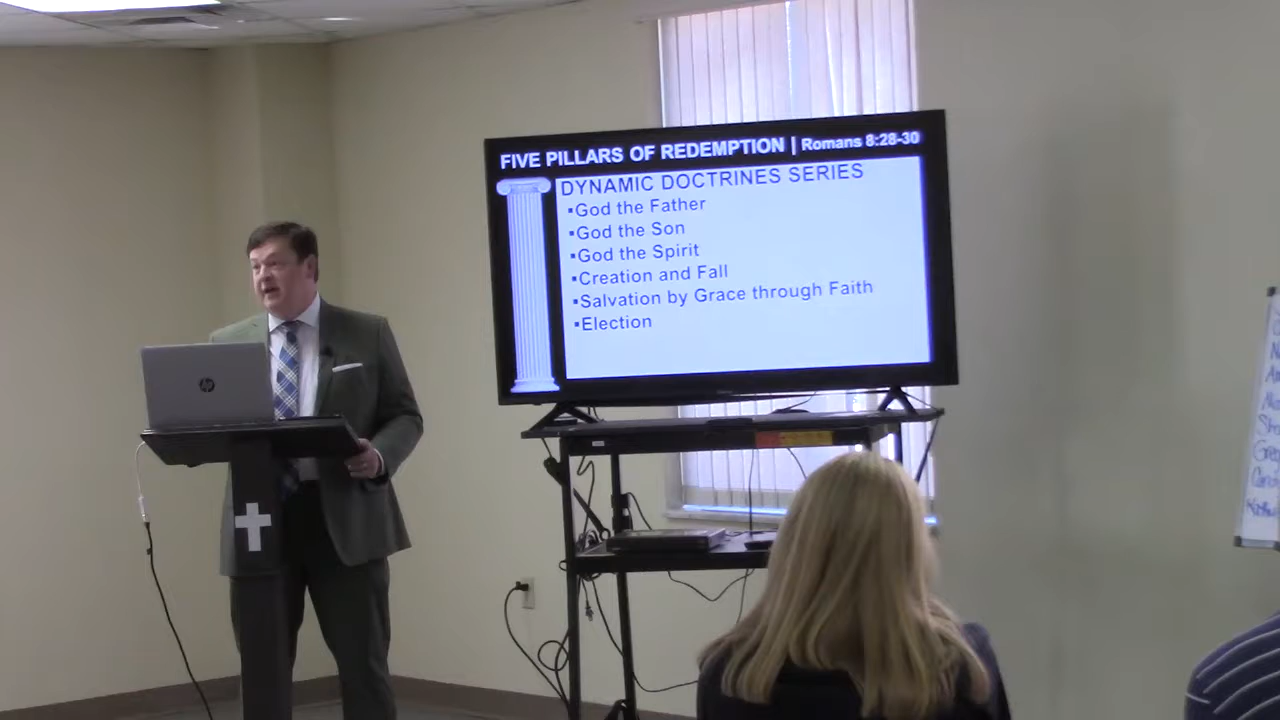 FIVE PILLARS OF REDEMPTION | Romans 8:28-30
DYNAMIC DOCTRINES SERIES
▪God the Father
▪God the Son
▪God the Spirit
▪Creation and Fall
▪Salvation by Grace through Faith
▪Election
hp